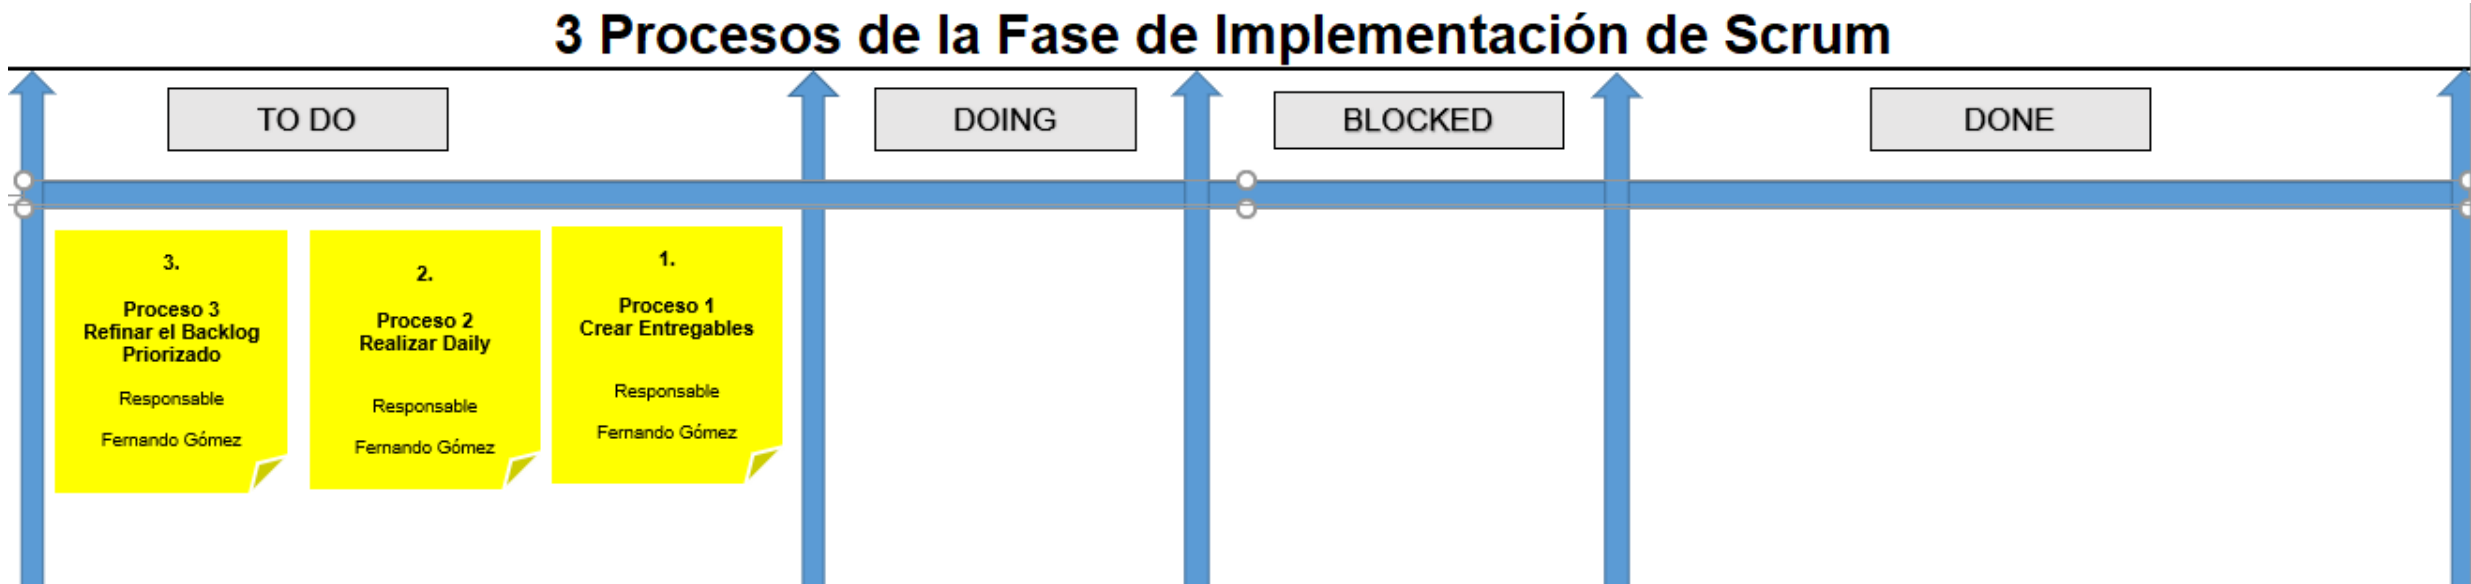 3 Procesos de la Fase de Implementación de Scrum
TO DO
DOING
BLOCKED
DONE
3.
Proceso 3
Refinar el Backlog
Priorizado
Responsable
Fernando Gómez
2.
Proceso 2
Realizar Daily
Responsable
Fernando Gómez
1.
Proceso 1
Crear Entregables
Responsable
Fernando Gómez